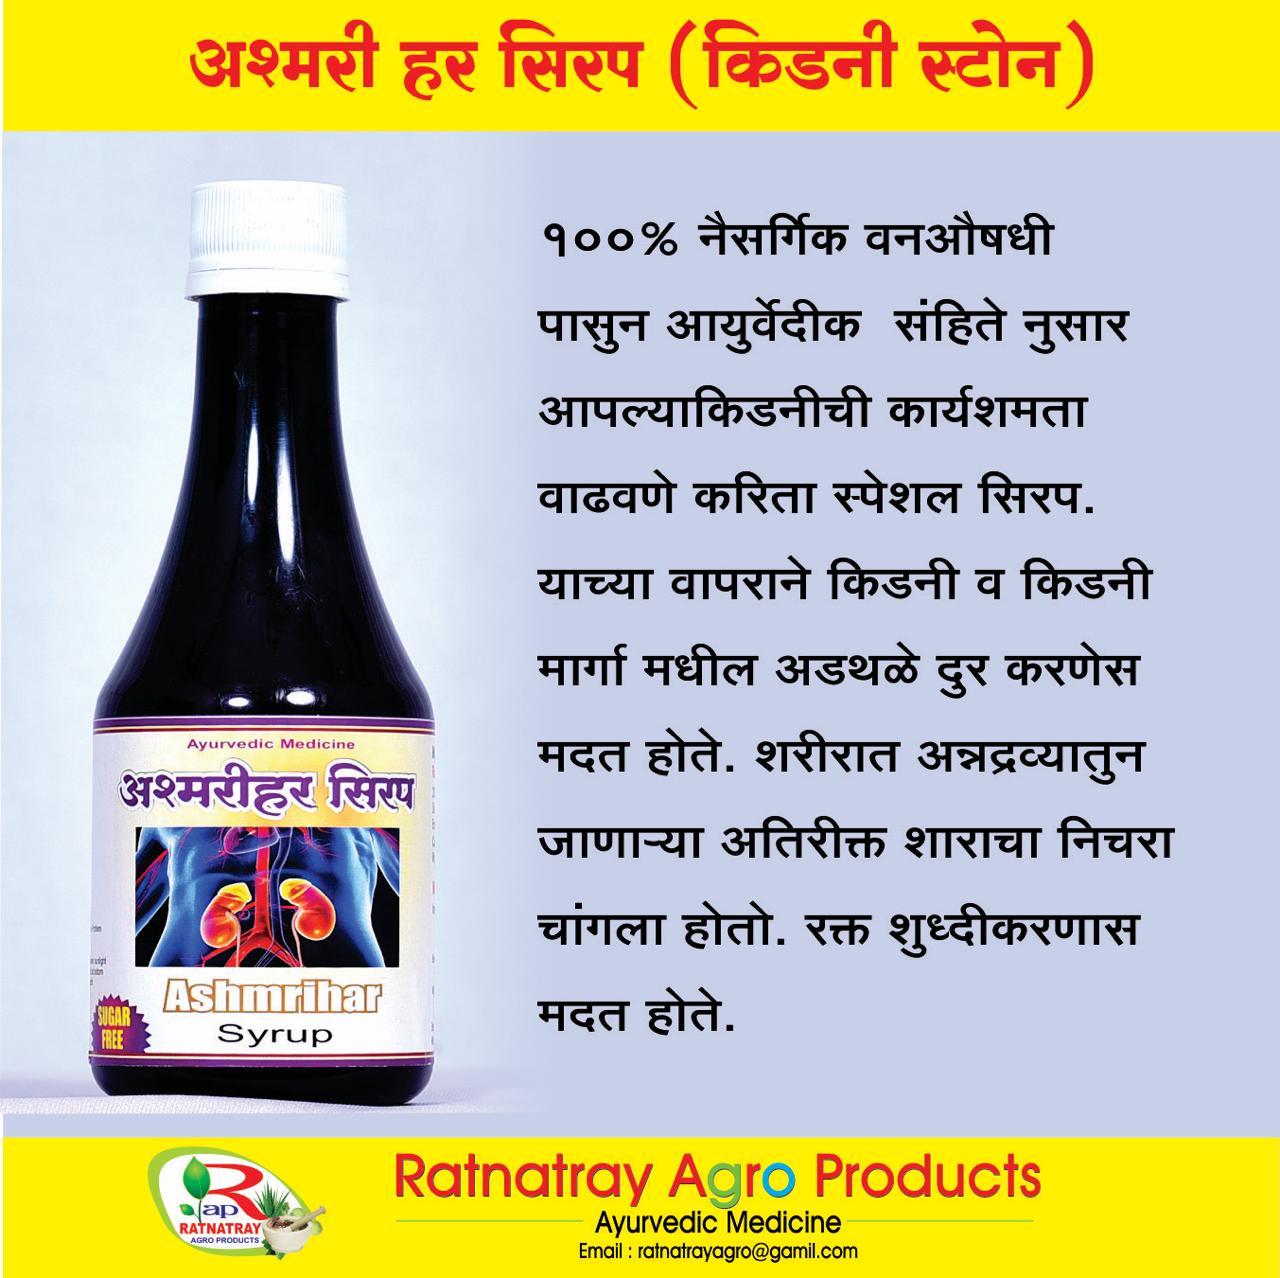 अश्मरी हर सिरप (किडनी स्टोन)
१००% नैसर्गिक वनऔषधी
पासुन आयुर्वेदीक संहिते नुसार
आपल्याकिडनीची कार्यशमता
वाढवणे करिता स्पेशल सिरप.
याच्या वापराने किडनी व किडनी
मार्गा मधील अडथळे दुर करणेस
मदत होते. शरीरात अन्नद्रव्यातुन
जाणाऱ्या अतिरीक्त शाराचा निचरा
चांगला होतो. रक्त शुध्दीकरणास
मदत होते.
Ayurvedic Medicine
अश्मरीहर सिरप
Ashmrihar
Syrup
SUGAR
FREE
R
ap
RATNATRAY
AGRO PRODUCTS
Ratnatray Agro Products
Ayurvedic Medicine
Email : ratnatrayagro@gamil.com